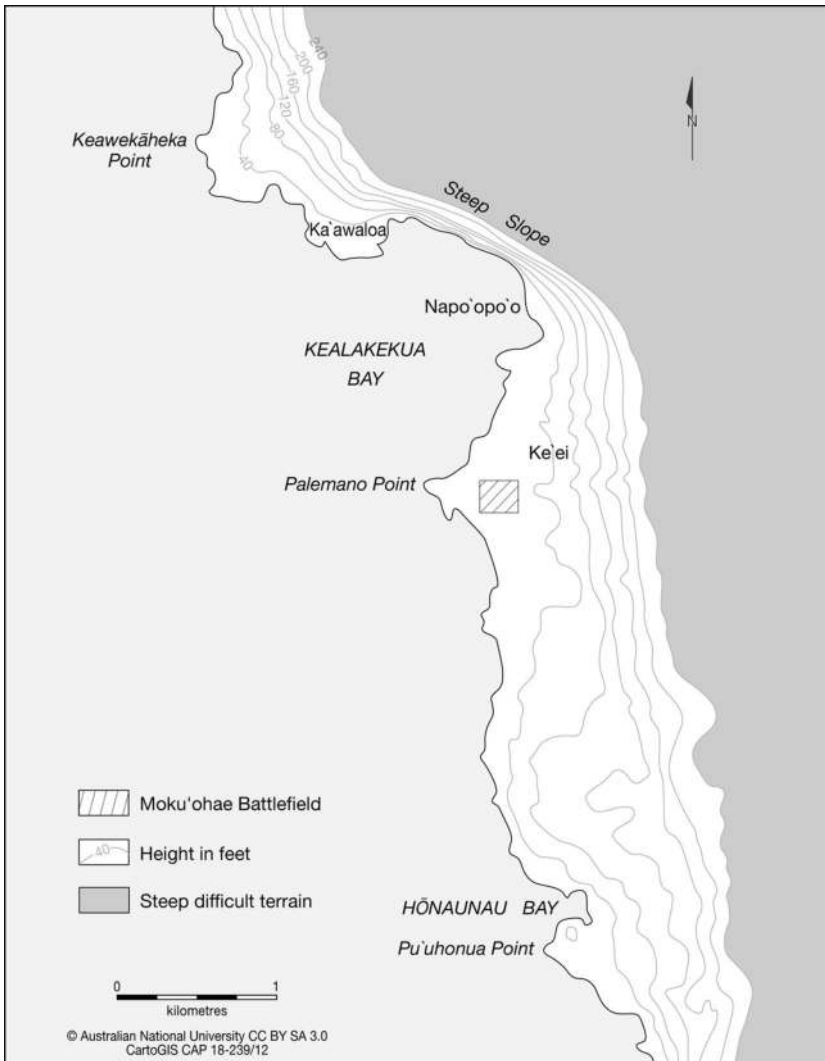 240
200
160
120
80
40
N
Keawekāheka
Point
Steep Slope
Ka`awaloa
Napo`opo`o
KEALAKEKUA
BAY
Ke`ei
Palemano Point
Moku'ohae Battlefield
40
Height in feet
Steep difficult terrain
HŌNAUNAU BAY
Pu`uhonua Point
0 1
kilometres
© Australian National University CC BY SA 3.0
CartoGIS CAP 18-239/12